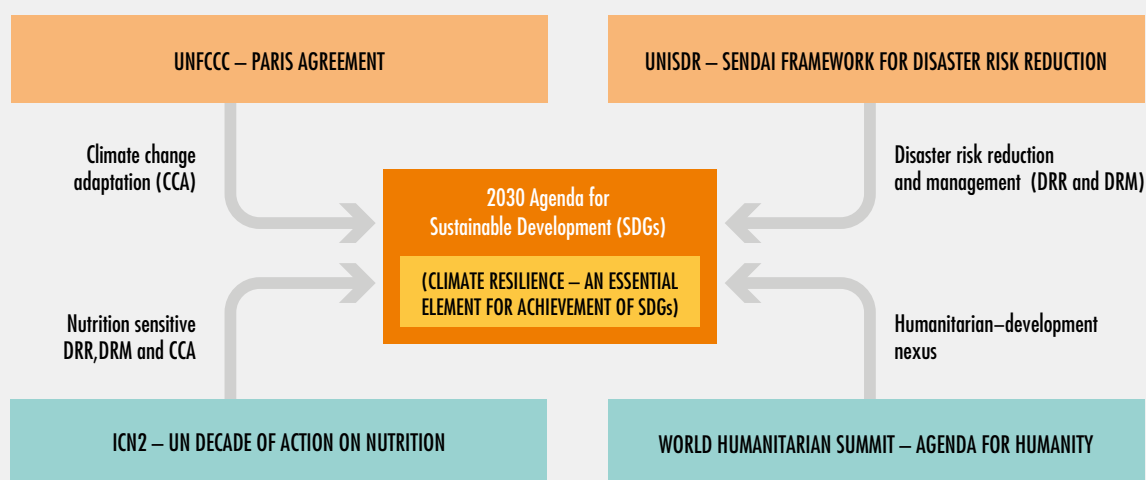 UNFCCC – PARIS AGREEMENT
UNISDR – SENDAI FRAMEWORK FOR DISASTER RISK REDUCTION
Climate change
adaptation (CCA)
Disaster risk reduction
and management (DRR and DRM)
2030 Agenda for
Sustainable Development (SDGs)
(CLIMATE RESILIENCE – AN ESSENTIAL
ELEMENT FOR ACHIEVEMENT OF SDGs)
Nutrition sensitive
DRR,DRM and CCA
Humanitarian–development
nexus
ICN2 – UN DECADE OF ACTION ON NUTRITION
WORLD HUMANITARIAN SUMMIT – AGENDA FOR HUMANITY